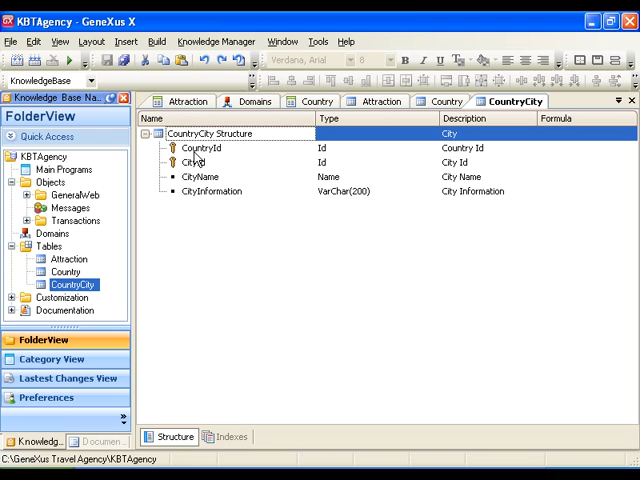 KBTAgency - GeneXus X
File Edit View Layout Insert Build Knowledge Manager Window Tools Help
Verdana, Arial 8
KnowledgeBase
Knowledge Base Na...
FolderView
Quick Access
KBTAgency
Main Programs
Objects
GeneralWeb
Messages
Transactions
Domains
Tables
Attraction
Country
CountryCity
Customization
Documentation
FolderView
Category View
Lastest Changes View
Preferences
Knowledg...
Documen...
Attraction Domains Country Attraction Country CountryCity
Name Type Description Formula
CountryCity Structure City
CountryId Id Country Id
Id City Id
CityName Name City Name
CityInformation VarChar(200) City Information
Structure Indexes
C:\GeneXus Travel Agency\KBTAgency